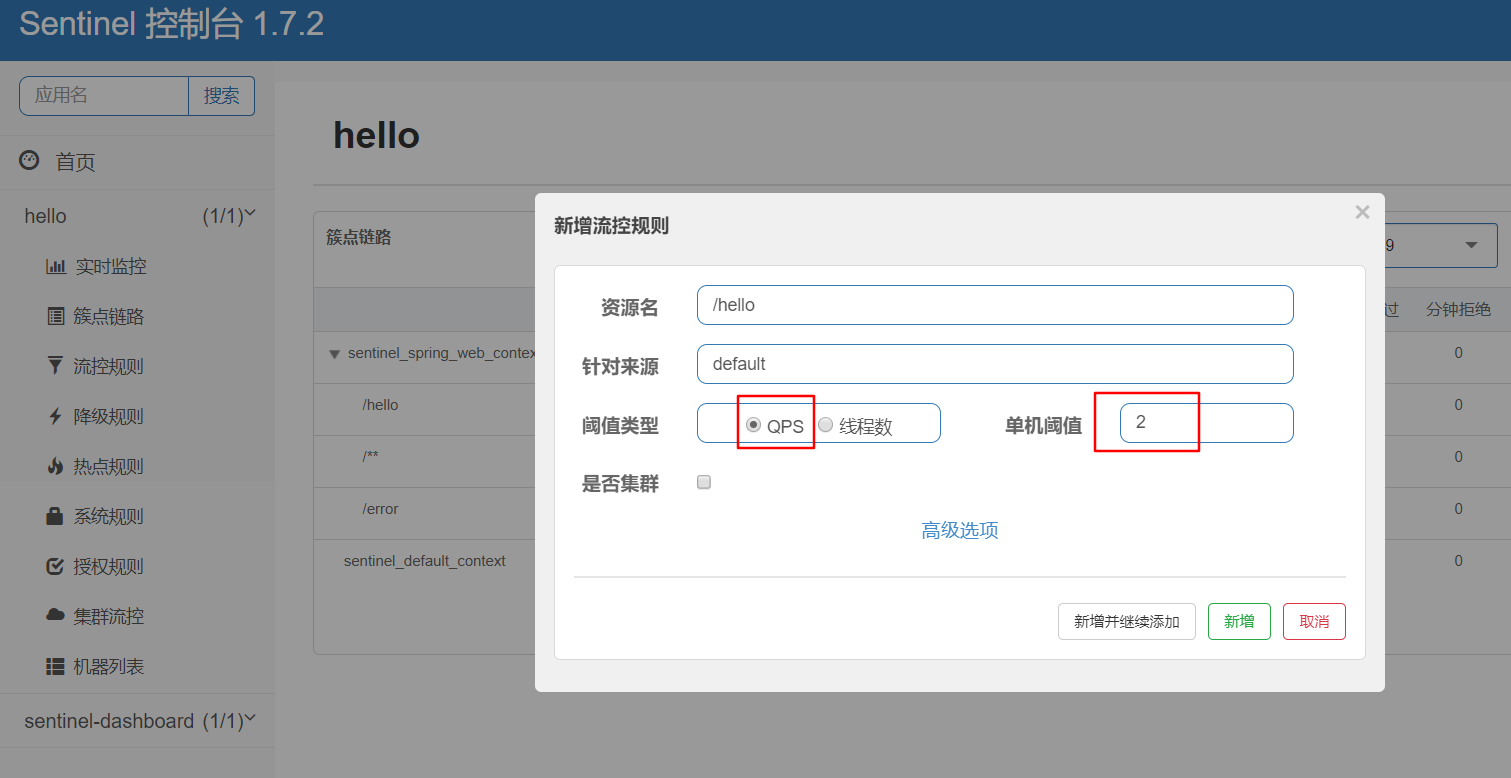 Sentinel 控制台 1.7.2
应用名 搜索
首页
hello (1/1)
实时监控
簇点链路
流控规则
降级规则
热点规则
系统规则
授权规则
集群流控
机器列表
sentinel-dashboard (1/1)
hello
簇点链路
9
过 分钟拒绝
sentinel_spring_web_contex 0
/hello 0
/** 0
/error 0
sentinel_default_context 0
新增流控规则 ×
资源名 /hello
针对来源 default
阈值类型 QPS 线程数 单机阈值 2
是否集群
高级选项
新增并继续添加 新增 取消